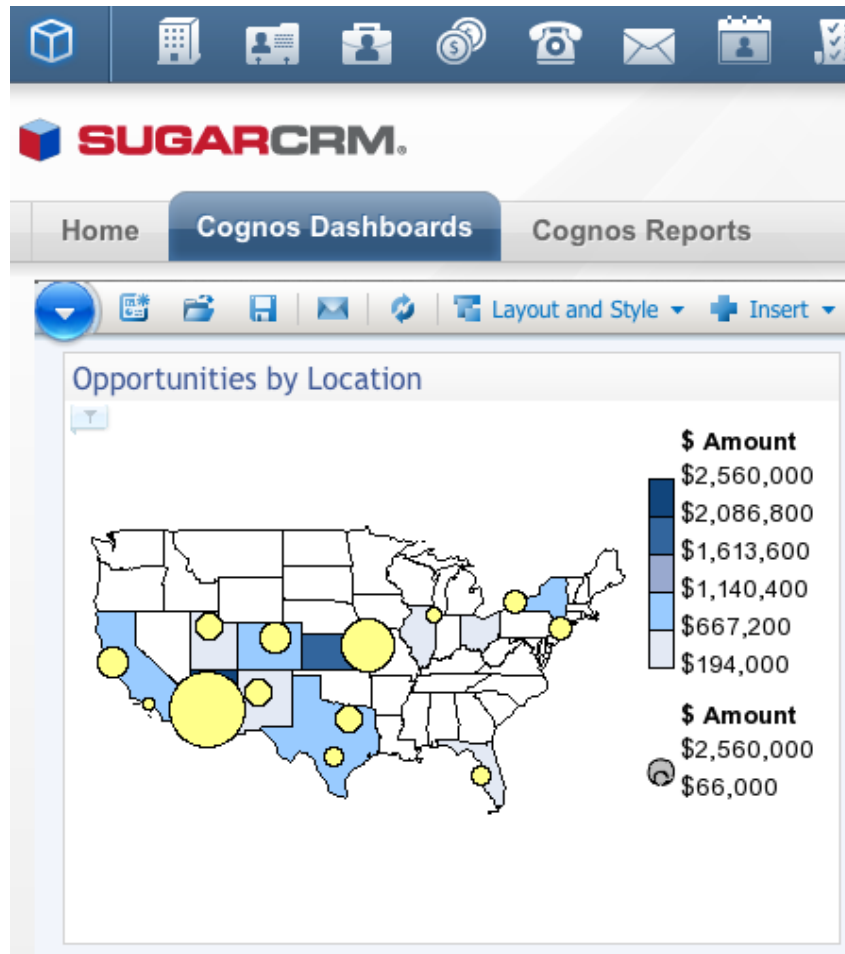 SUGARCRM.
Home Cognos Dashboards Cognos Reports
Layout and Style Insert
Opportunities by Location
$ Amount
$2,560,000
$2,086,800
$1,613,600
$1,140,400
$667,200
$194,000
$ Amount
$2,560,000
$66,000